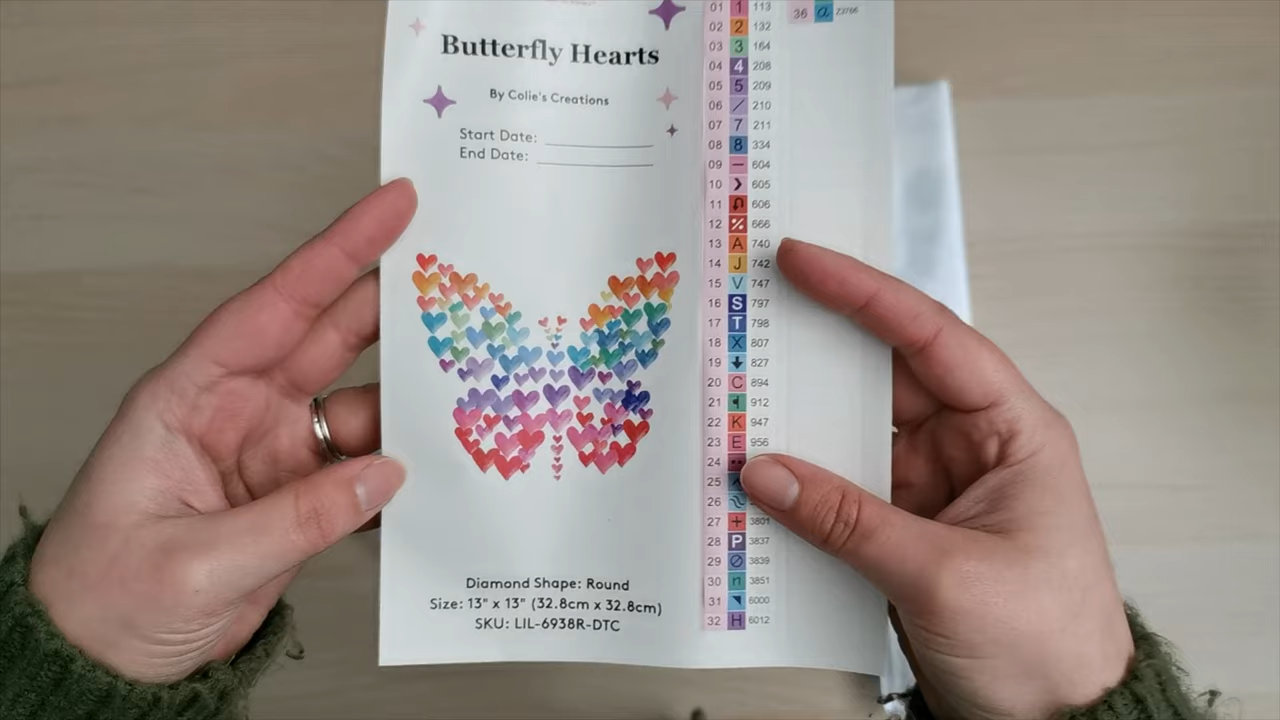 Butterfly Hearts
By Colie's Creations
Start Date: ____________
End Date: ____________
Diamond Shape: Round
Size: 13" x 13" (32.8cm x 32.8cm)
SKU: LIL-6938R-DTC
01 1 113
02 2 132
03 3 164
04 4 208
05 5 209
06 / 210
07 7 211
08 8 334
09 — 604
10 ❯ 605
11 606
12 % 666
13 A 740
14 J 742
15 V 747
16 S 797
17 T 798
18 X 807
19 ↓ 827
20 C 894
21 ¶ 912
22 K 947
23 E 956
24
25
26
27 + 3801
28 P 3837
29 ∅ 3839
30 n 3851
31 ◥ 6000
32 H 6012
36 a Z3766